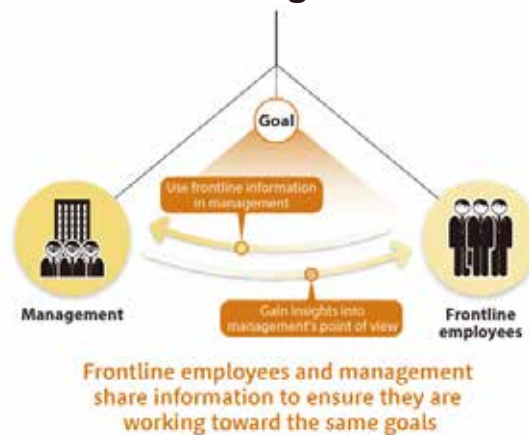 Goal
Use frontline information
in management
Gain insights into
management's point of view
Management
Frontline
employees
Frontline employees and management
share information to ensure they are
working toward the same goals